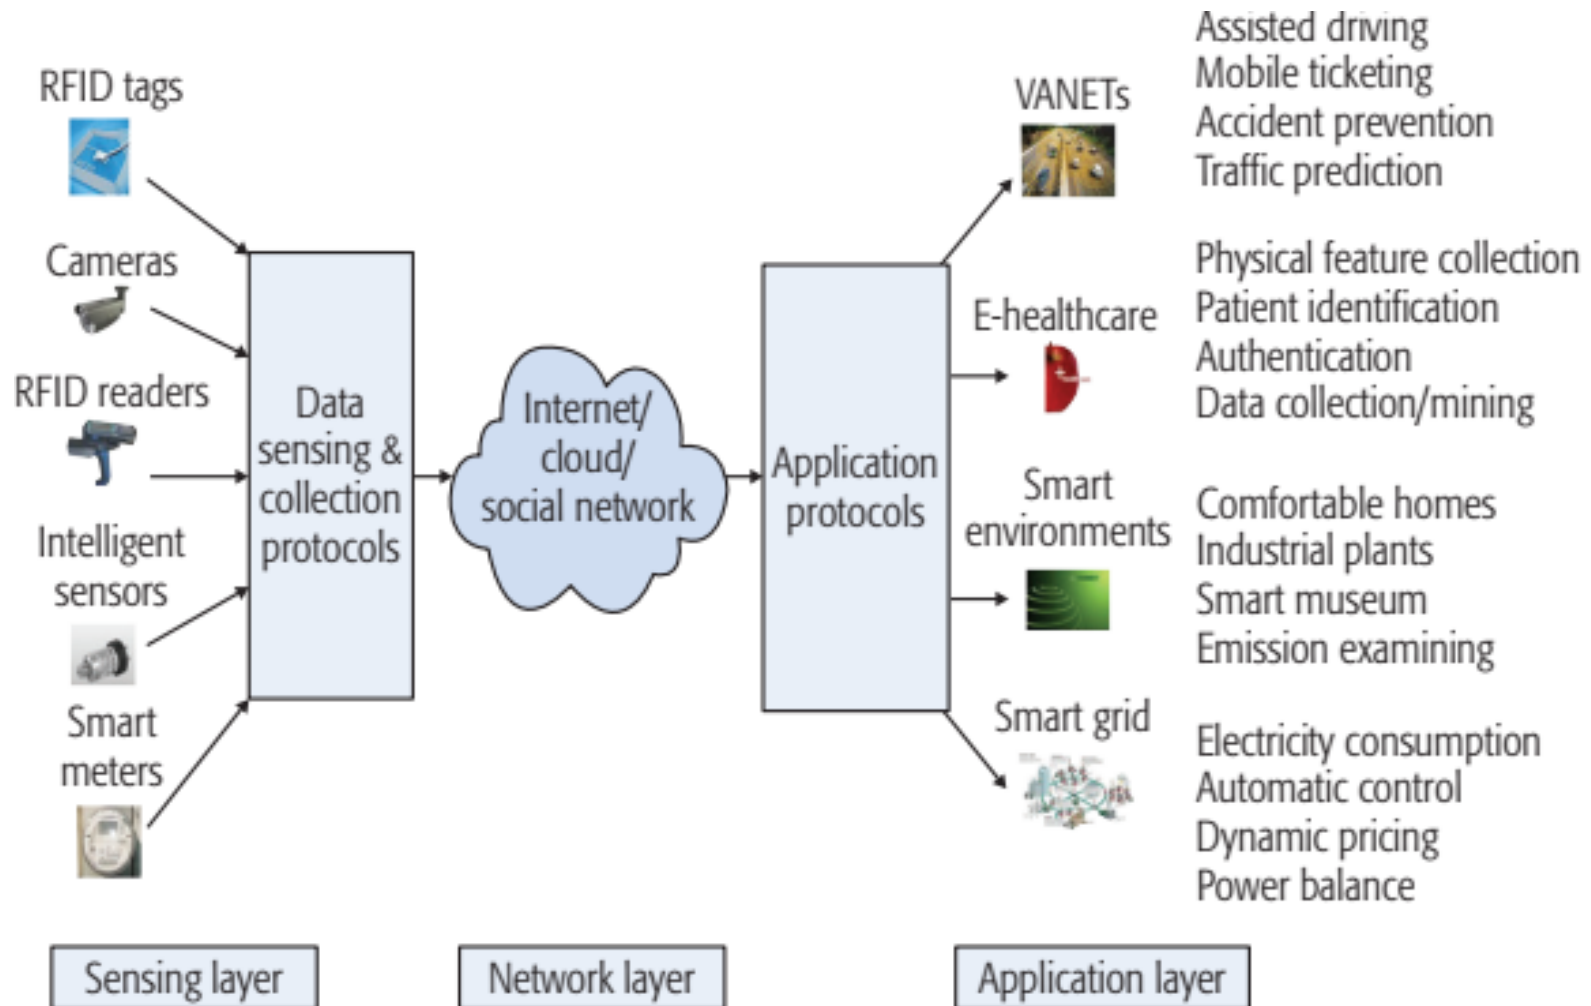 RFID tags
Cameras
RFID readers
Intelligent
sensors
Smart
meters
Data
sensing &
collection
protocols
Internet/
cloud/
social network
Application
protocols
VANETs
Assisted driving
Mobile ticketing
Accident prevention
Traffic prediction
E-healthcare
Physical feature collection
Patient identification
Authentication
Data collection/mining
Smart
environments
Comfortable homes
Industrial plants
Smart museum
Emission examining
Smart grid
Electricity consumption
Automatic control
Dynamic pricing
Power balance
Sensing layer
Network layer
Application layer